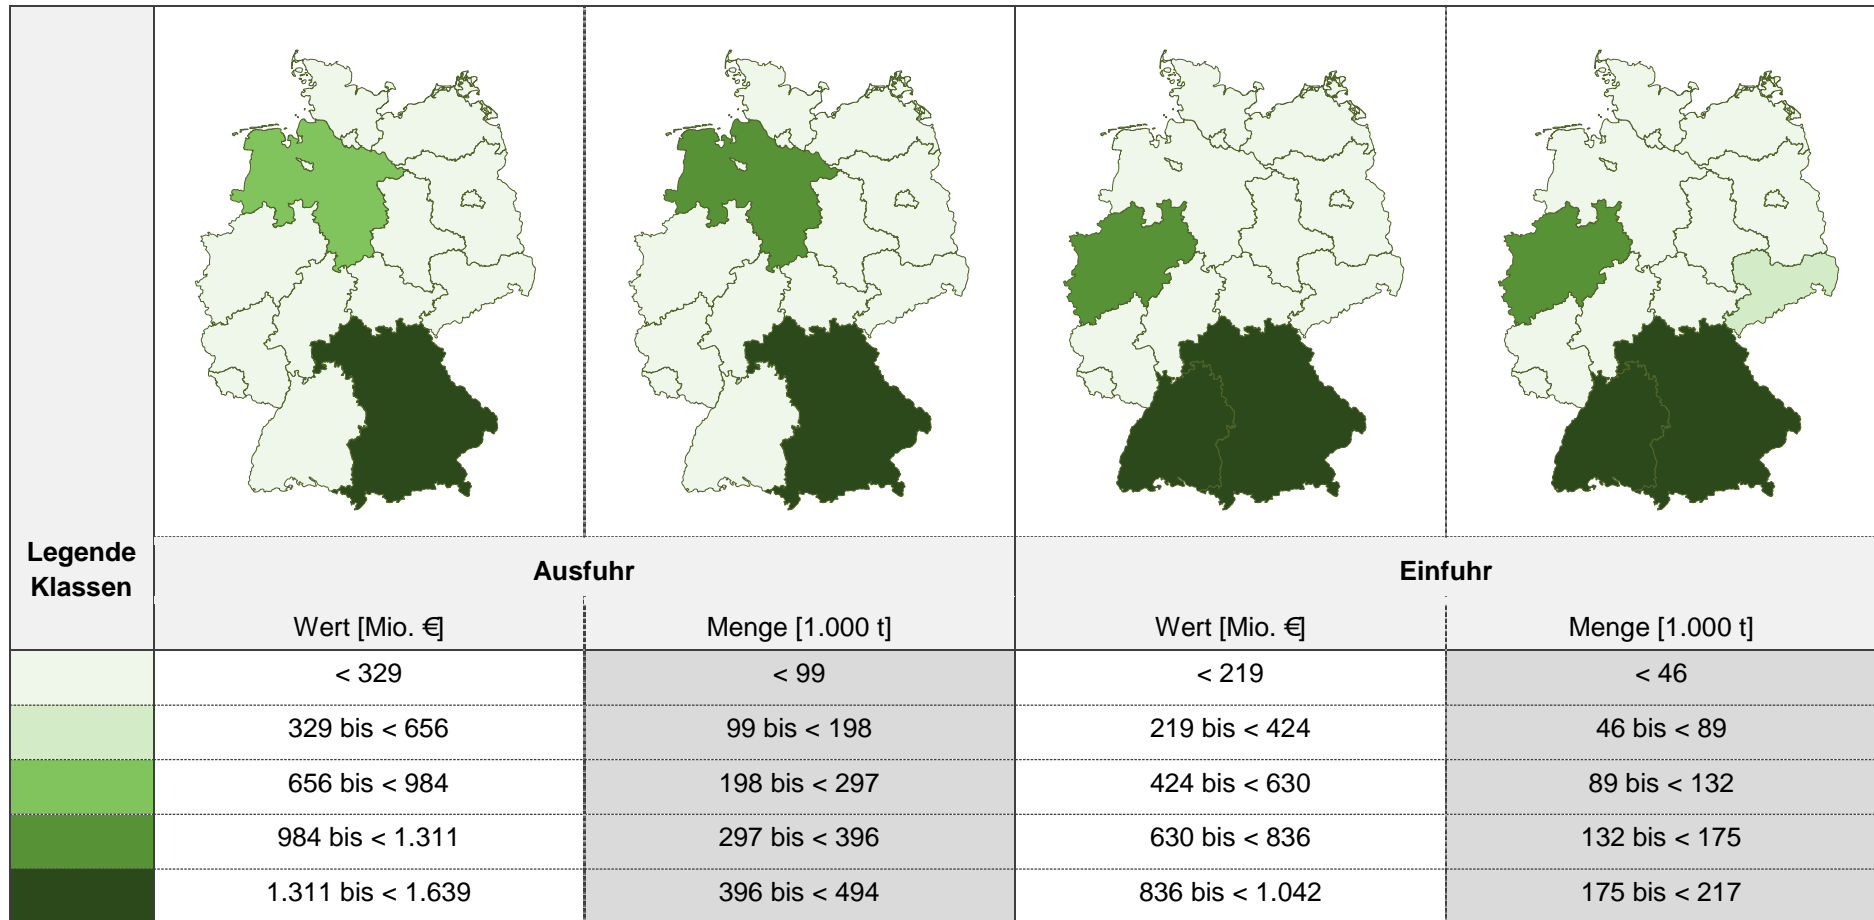 Legende
Klassen
Ausfuhr
Einfuhr
Wert [Mio. €]
Menge [1.000 t]
Wert [Mio. €]
Menge [1.000 t]
< 329
< 99
< 219
< 46
329 bis < 656
99 bis < 198
219 bis < 424
46 bis < 89
656 bis < 984
198 bis < 297
424 bis < 630
89 bis < 132
984 bis < 1.311
297 bis < 396
630 bis < 836
132 bis < 175
1.311 bis < 1.639
396 bis < 494
836 bis < 1.042
175 bis < 217